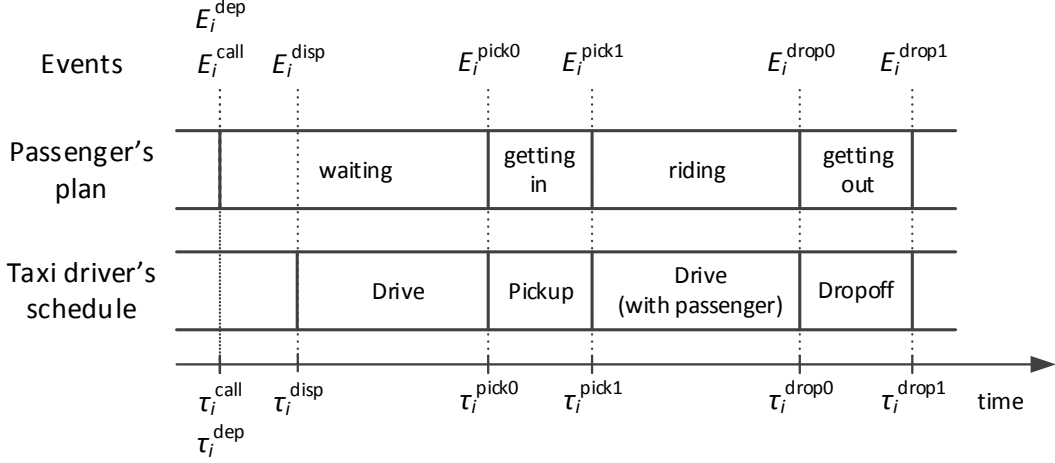 E_i^dep
Events E_i^call E_i^disp E_i^pick0 E_i^pick1 E_i^drop0 E_i^drop1
Passenger's
plan
waiting
getting
in
riding
getting
out
Taxi driver's
schedule
Drive
Pickup
Drive
(with passenger)
Dropoff
τ_i^call τ_i^disp τ_i^pick0 τ_i^pick1 τ_i^drop0 τ_i^drop1 time
τ_i^dep